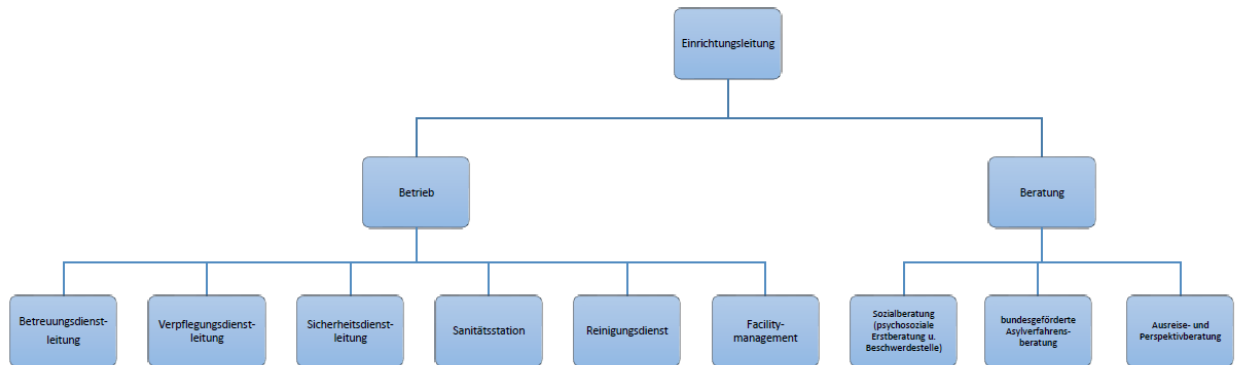 Einrichtungsleitung
Betrieb
Beratung
Betreuungsdienst-
leitung
Verpflegungsdienst-
leitung
Sicherheitsdienst-
leitung
Sanitätsstation
Reinigungsdienst
Facility-
management
Sozialberatung
(psychosoziale
Erstberatung u.
Beschwerdestelle)
bundesgeförderte
Asylverfahrens-
beratung
Ausreise- und
Perspektivberatung